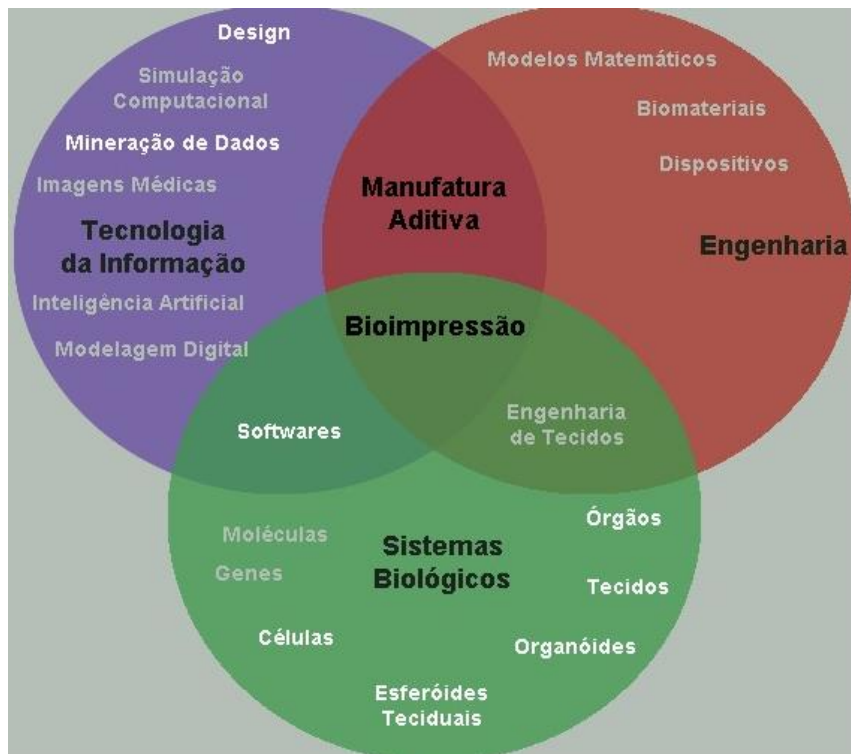 Design
Simulação
Computacional
Mineração de Dados
Imagens Médicas
Tecnologia
da Informação
Inteligência Artificial
Modelagem Digital
Modelos Matemáticos
Biomateriais
Dispositivos
Engenharia
Manufatura
Aditiva
Bioimpressão
Softwares
Engenharia
de Tecidos
Moléculas
Genes
Células
Sistemas
Biológicos
Órgãos
Tecidos
Organóides
Esferóides
Teciduais